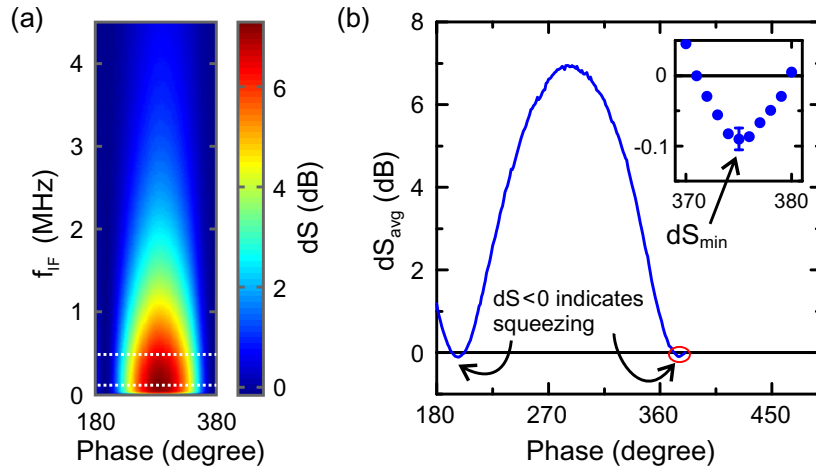 (a)
4
3
2
1
0
f_IF (MHz)
180
380
Phase (degree)
6
4
2
0
dS (dB)
(b)
8
6
4
2
0
dS_avg (dB)
180
270
360
450
Phase (degree)
dS<0 indicates
squeezing
0
-0.1
370
380
dS_min